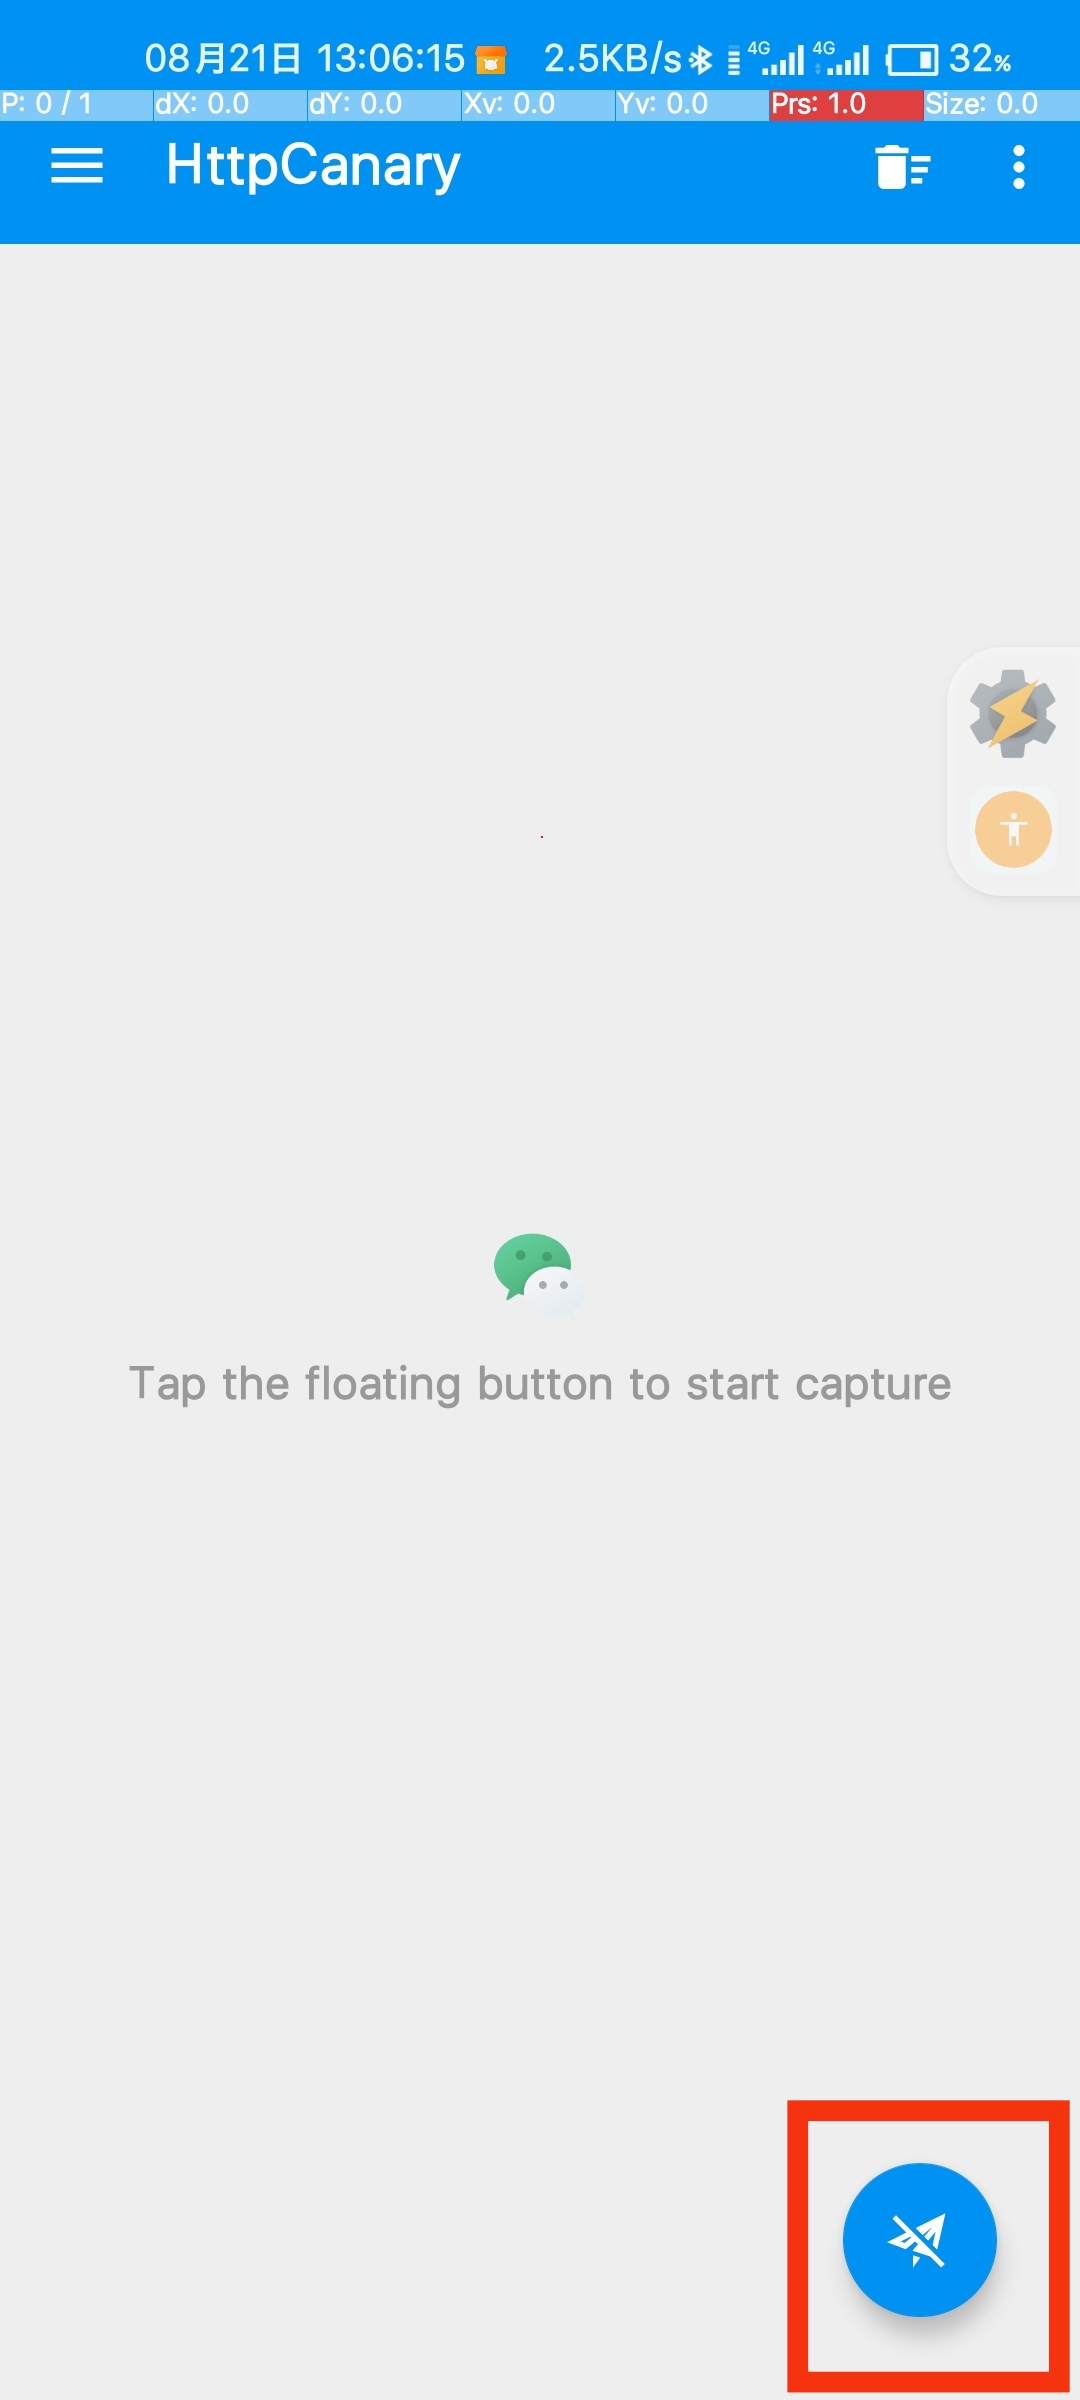 08月21日 13:06:15 2.5KB/s 4G 4G 32%
P: 0 / 1 dX: 0.0 dY: 0.0 Xv: 0.0 Yv: 0.0 Prs: 1.0 Size: 0.0
HttpCanary
Tap the floating button to start capture